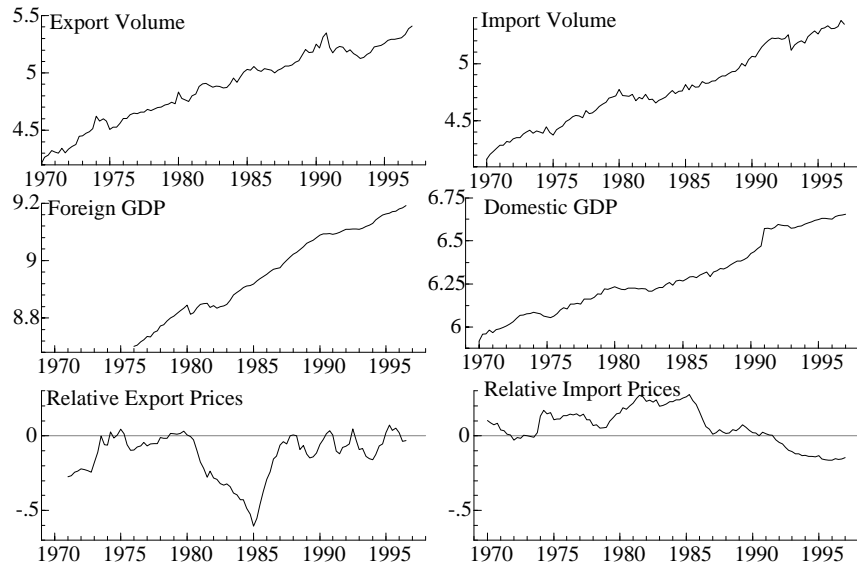 5.5 Export Volume
5
4.5
1970 1975 1980 1985 1990 1995
Import Volume
5
4.5
1970 1975 1980 1985 1990 1995
9.2 Foreign GDP
9
8.8
1970 1975 1980 1985 1990 1995
6.75 Domestic GDP
6.25
6
1970 1975 1980 1985 1990 1995
Relative Export Prices
0
-.5
1970 1975 1980 1985 1990 1995
Relative Import Prices
0
-.5
1970 1975 1980 1985 1990 1995